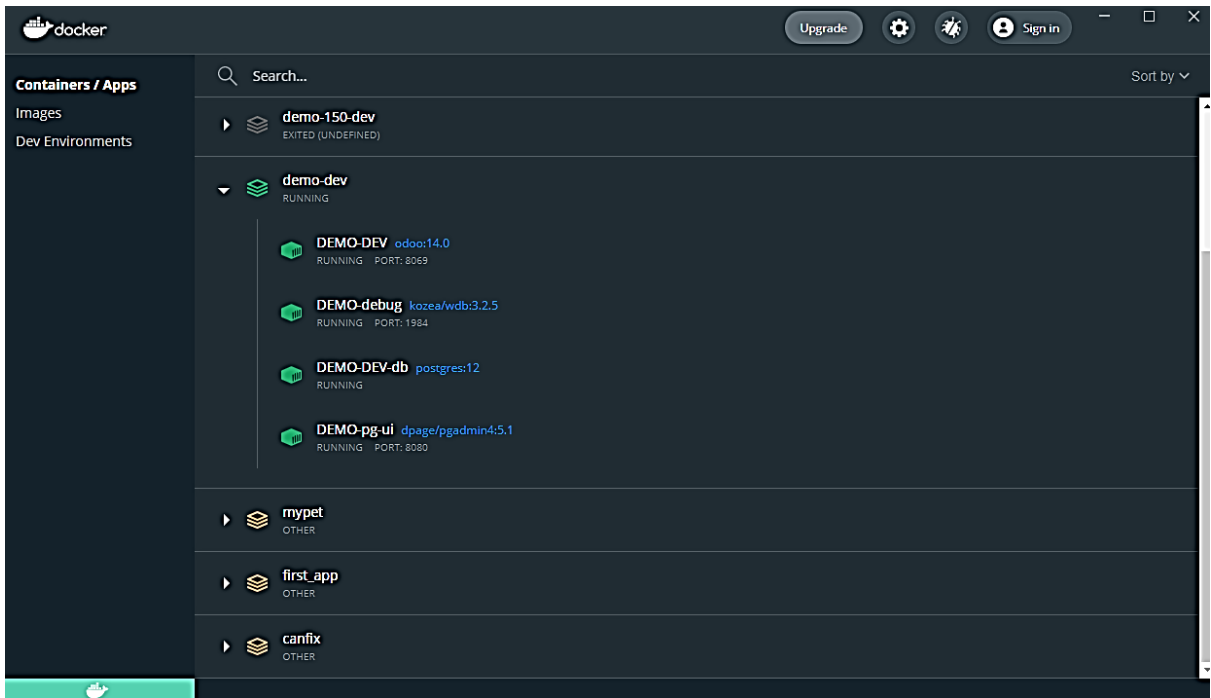 docker
Upgrade
Sign in
Containers / Apps
Images
Dev Environments
Search...
Sort by
demo-150-dev
EXITED (UNDEFINED)
demo-dev
RUNNING
DEMO-DEV odoo:14.0
RUNNING PORT: 8069
DEMO-debug kozea/wdb:3.2.5
RUNNING PORT: 1984
DEMO-DEV-db postgres:12
RUNNING
DEMO-pg-ui dpage/pgadmin4:5.1
RUNNING PORT: 8080
mypet
OTHER
first_app
OTHER
canfix
OTHER